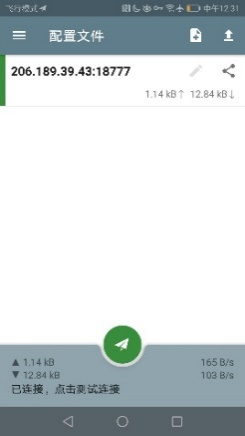 飞行模式 中午12:31
配置文件
206.189.39.43:18777
1.14 kB↑ 12.84 kB↓
▲ 1.14 kB 165 B/s
▼ 12.84 kB 103 B/s
已连接，点击测试连接